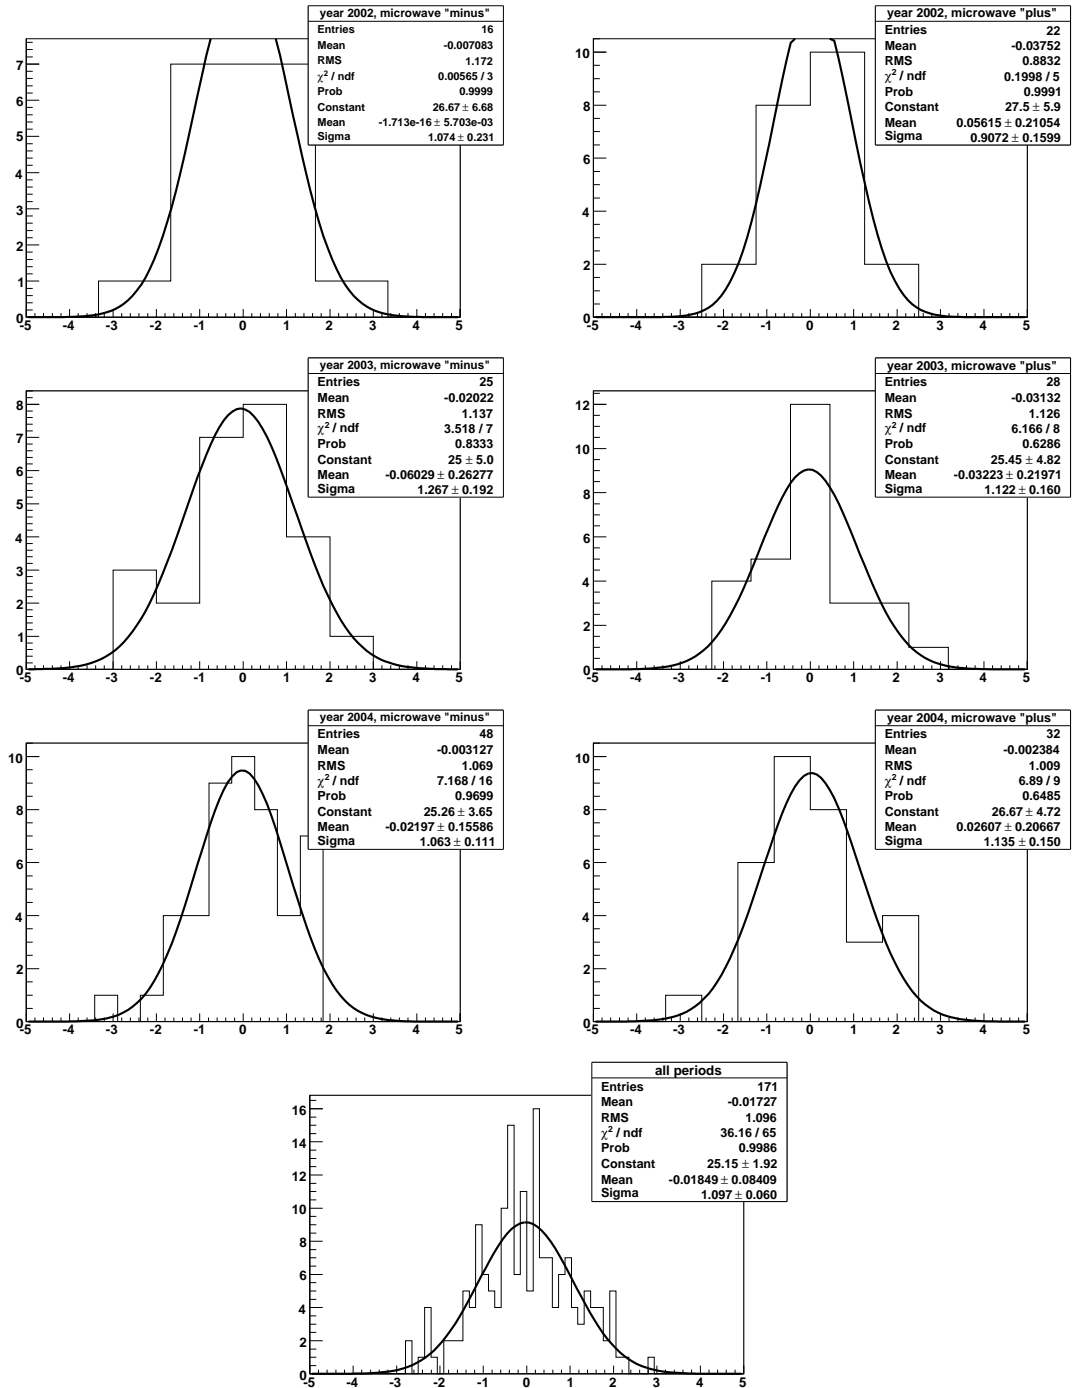 year 2002, microwave "minus"
Entries 16
Mean -0.007083
RMS 1.172
χ² / ndf 0.00565 / 3
Prob 0.9999
Constant 26.67 ± 6.68
Mean -1.713e-16 ± 5.703e-03
Sigma 1.074 ± 0.231
7
6
5
4
3
2
1
0
-5 -4 -3 -2 -1 0 1 2 3 4 5
year 2002, microwave "plus"
Entries 22
Mean -0.03752
RMS 0.8832
χ² / ndf 0.1998 / 5
Prob 0.9991
Constant 27.5 ± 5.9
Mean 0.05615 ± 0.21054
Sigma 0.9072 ± 0.1599
10
8
6
4
2
0
-5 -4 -3 -2 -1 0 1 2 3 4 5
year 2003, microwave "minus"
Entries 25
Mean -0.02022
RMS 1.137
χ² / ndf 3.518 / 7
Prob 0.8333
Constant 25 ± 5.0
Mean -0.06029 ± 0.26277
Sigma 1.267 ± 0.192
8
7
6
5
4
3
2
1
0
-5 -4 -3 -2 -1 0 1 2 3 4 5
year 2003, microwave "plus"
Entries 28
Mean -0.03132
RMS 1.126
χ² / ndf 6.166 / 8
Prob 0.6286
Constant 25.45 ± 4.82
Mean -0.03223 ± 0.21971
Sigma 1.122 ± 0.160
12
10
8
6
4
2
0
-5 -4 -3 -2 -1 0 1 2 3 4 5
year 2004, microwave "minus"
Entries 48
Mean -0.003127
RMS 1.069
χ² / ndf 7.168 / 16
Prob 0.9699
Constant 25.26 ± 3.65
Mean -0.02197 ± 0.15586
Sigma 1.063 ± 0.111
10
8
6
4
2
0
-5 -4 -3 -2 -1 0 1 2 3 4 5
year 2004, microwave "plus"
Entries 32
Mean -0.002384
RMS 1.009
χ² / ndf 6.89 / 9
Prob 0.6485
Constant 26.67 ± 4.72
Mean 0.02607 ± 0.20667
Sigma 1.135 ± 0.150
10
8
6
4
2
0
-5 -4 -3 -2 -1 0 1 2 3 4 5
all periods
Entries 171
Mean -0.01727
RMS 1.096
χ² / ndf 36.16 / 65
Prob 0.9986
Constant 25.15 ± 1.92
Mean -0.01849 ± 0.08409
Sigma 1.097 ± 0.060
16
14
12
10
8
6
4
2
0
-5 -4 -3 -2 -1 0 1 2 3 4 5